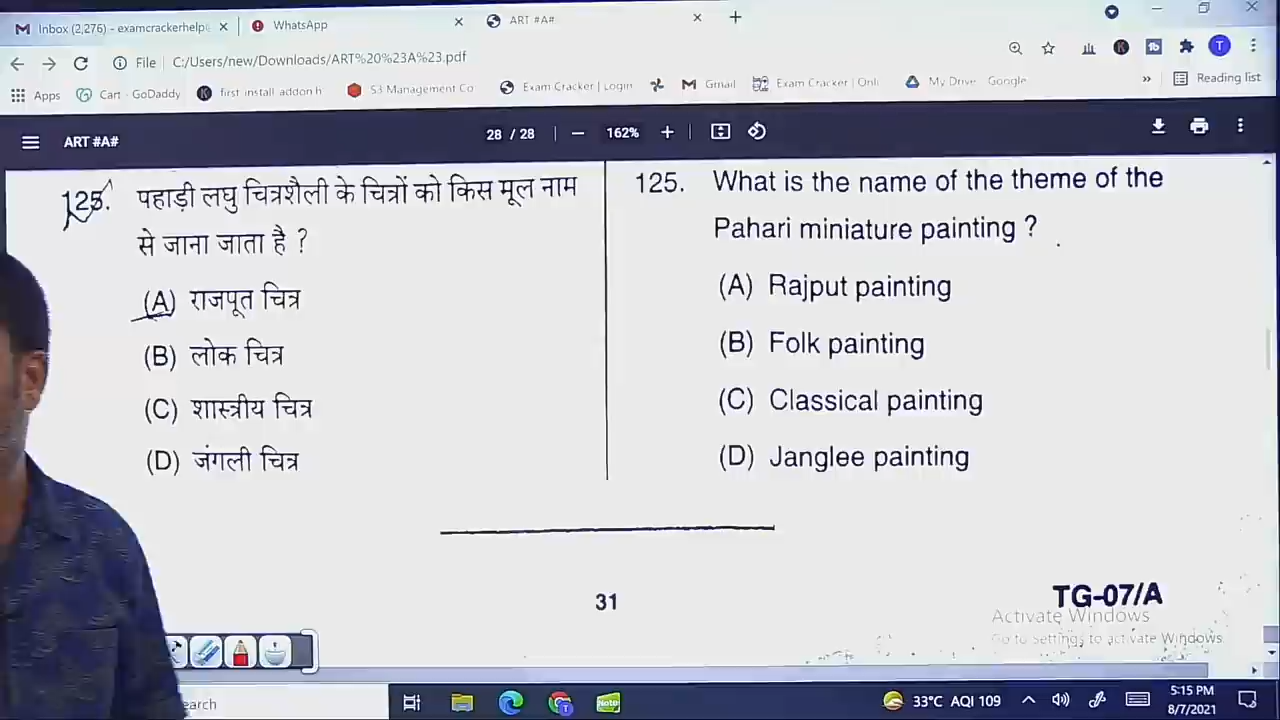 Inbox (2,276) - examcrackerhelp
WhatsApp
ART #A#
File | C:/Users/new/Downloads/ART%20%23A%23.pdf
Apps
Cart - GoDaddy
first install addon h
S3 Management Co
Exam Cracker | Login
Gmail
Exam Cracker | Onli
My Drive - Google
Reading list
ART #A#
28 / 28
162%
125. पहाड़ी लघु चित्रशैली के चित्रों को किस मूल नाम
से जाना जाता है ?
(A) राजपूत चित्र
(B) लोक चित्र
(C) शास्त्रीय चित्र
(D) जंगली चित्र
125. What is the name of the theme of the
Pahari miniature painting ?
(A) Rajput painting
(B) Folk painting
(C) Classical painting
(D) Janglee painting
31
TG-07/A
Activate Windows
Go to Settings to activate Windows.
earch
33°C AQI 109
5:15 PM
8/7/2021